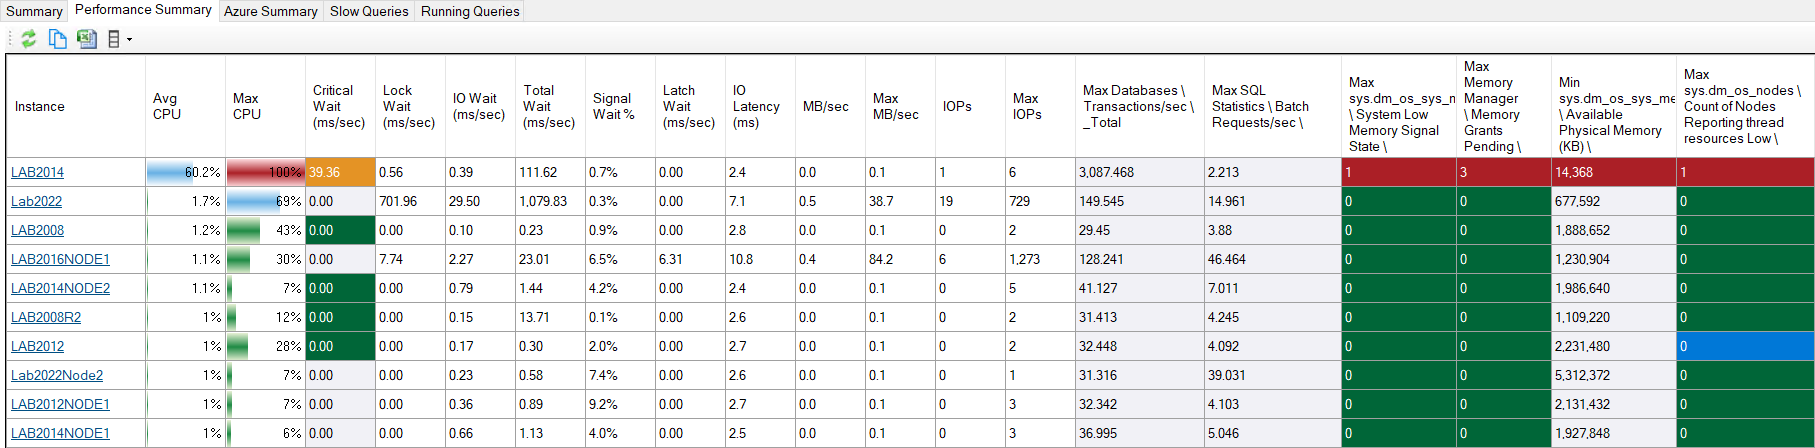 Summary Performance Summary Azure Summary Slow Queries Running Queries
Instance Avg CPU Max CPU Critical Wait (ms/sec) Lock Wait (ms/sec) IO Wait (ms/sec) Total Wait (ms/sec) Signal Wait % Latch Wait (ms/sec) IO Latency (ms) MB/sec Max MB/sec IOPs Max IOPs Max Databases \ Transactions/sec \ _Total Max SQL Statistics \ Batch Requests/sec \ Max sys.dm_os_sys_n \ System Low Memory Signal State \ Max Memory Manager \ Memory Grants Pending \ Min sys.dm_os_sys_me \ Available Physical Memory (KB) \ Max sys.dm_os_nodes \ Count of Nodes Reporting thread resources Low \
LAB2014 60.2% 100% 39.36 0.56 0.39 111.62 0.7% 0.00 2.4 0.0 0.1 1 6 3,087.468 2.213 1 3 14,368 1
Lab2022 1.7% 69% 0.00 701.96 29.50 1,079.83 0.3% 0.00 7.1 0.5 38.7 19 729 149.545 14.961 0 0 677,592 0
LAB2008 1.2% 43% 0.00 0.00 0.10 0.23 0.9% 0.00 2.8 0.0 0.1 0 2 29.45 3.88 0 0 1,888,652 0
LAB2016NODE1 1.1% 30% 0.00 7.74 2.27 23.01 6.5% 6.31 10.8 0.4 84.2 6 1,273 128.241 46.464 0 0 1,230,904 0
LAB2014NODE2 1.1% 7% 0.00 0.00 0.79 1.44 4.2% 0.00 2.4 0.0 0.1 0 5 41.127 7.011 0 0 1,986,640 0
LAB2008R2 1% 12% 0.00 0.00 0.15 13.71 0.1% 0.00 2.6 0.0 0.1 0 2 31.413 4.245 0 0 1,109,220 0
LAB2012 1% 28% 0.00 0.00 0.17 0.30 2.0% 0.00 2.7 0.0 0.1 0 2 32.448 4.092 0 0 2,231,480 0
Lab2022Node2 1% 7% 0.00 0.00 0.23 0.58 7.4% 0.00 2.6 0.0 0.1 0 1 31.316 39.031 0 0 5,312,372 0
LAB2012NODE1 1% 7% 0.00 0.00 0.36 0.89 9.2% 0.00 2.7 0.0 0.1 0 3 32.342 4.103 0 0 2,131,432 0
LAB2014NODE1 1% 6% 0.00 0.00 0.66 1.13 4.0% 0.00 2.5 0.0 0.1 0 3 36.995 5.046 0 0 1,927,848 0